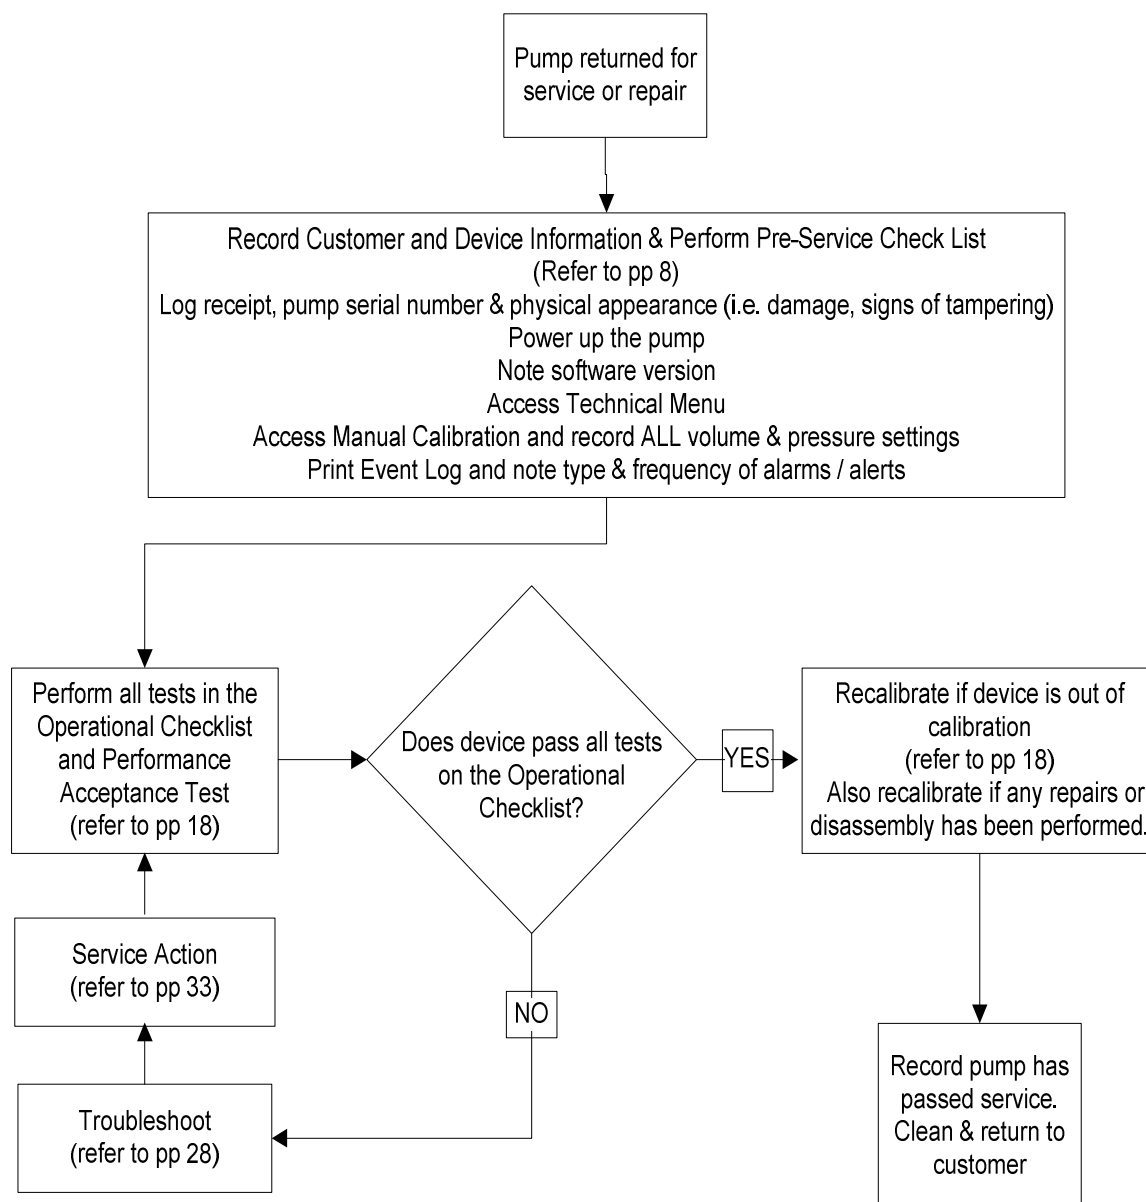 Pump returned for
service or repair
Record Customer and Device Information & Perform Pre-Service Check List
(Refer to pp 8)
Log receipt, pump serial number & physical appearance (i.e. damage, signs of tampering)
Power up the pump
Note software version
Access Technical Menu
Access Manual Calibration and record ALL volume & pressure settings
Print Event Log and note type & frequency of alarms / alerts
Perform all tests in the
Operational Checklist
and Performance
Acceptance Test
(refer to pp 18)
Does device pass all tests
on the Operational
Checklist?
YES
Recalibrate if device is out of
calibration
(refer to pp 18)
Also recalibrate if any repairs or
disassembly has been performed.
Service Action
(refer to pp 33)
NO
Troubleshoot
(refer to pp 28)
Record pump has
passed service.
Clean & return to
customer